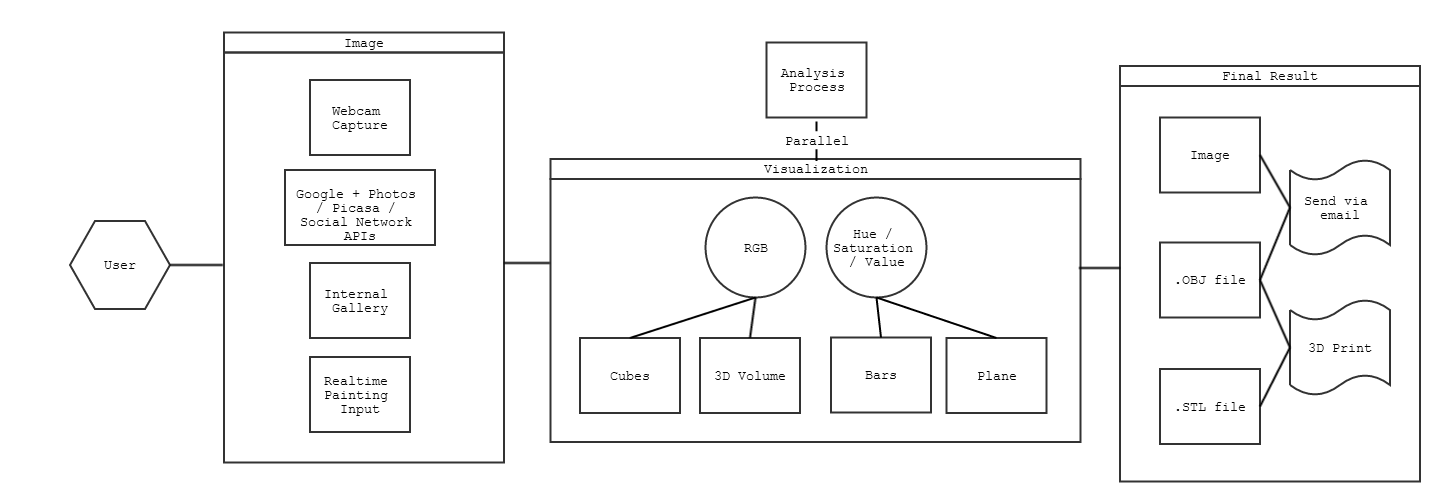 User
Image
Webcam
Capture
Google + Photos
/ Picasa /
Social Network
APIs
Internal
Gallery
Realtime
Painting
Input
Analysis
Process
Parallel
Visualization
RGB
Hue /
Saturation
/ Value
Cubes
3D Volume
Bars
Plane
Final Result
Image
.OBJ file
.STL file
Send via
email
3D Print